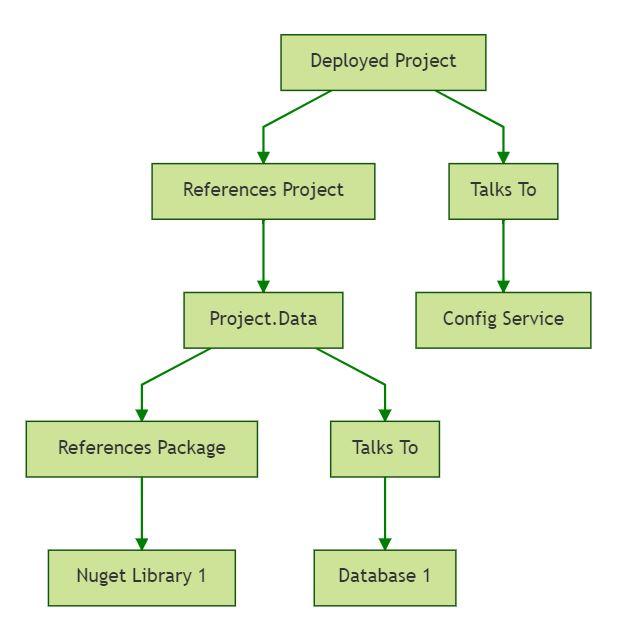 Deployed Project
References Project
Talks To
Project.Data
Config Service
References Package
Talks To
Nuget Library 1
Database 1